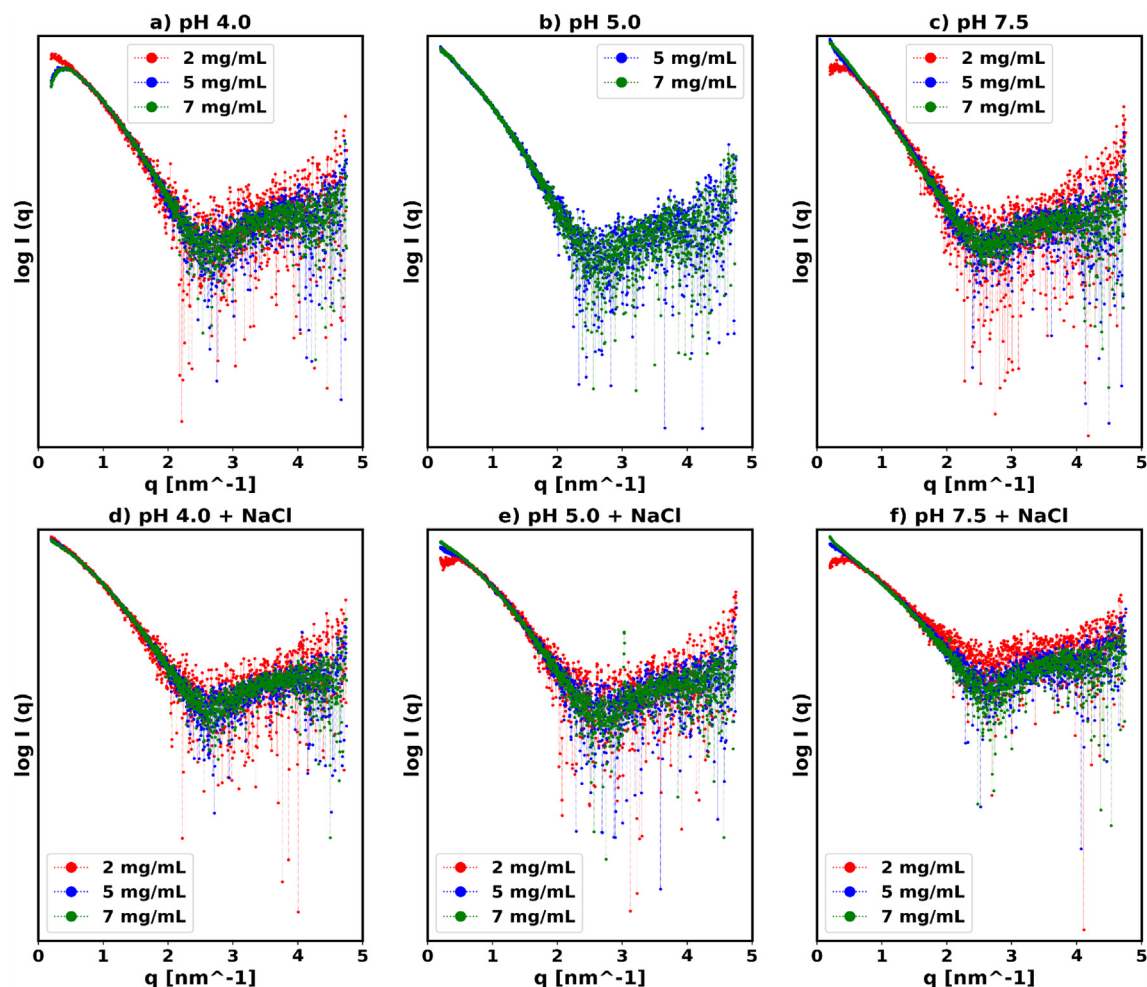 a) pH 4.0
2 mg/mL
5 mg/mL
7 mg/mL
log I (q)
0 1 2 3 4 5
q [nm^-1]
b) pH 5.0
5 mg/mL
7 mg/mL
log I (q)
0 1 2 3 4 5
q [nm^-1]
c) pH 7.5
2 mg/mL
5 mg/mL
7 mg/mL
log I (q)
0 1 2 3 4 5
q [nm^-1]
d) pH 4.0 + NaCl
2 mg/mL
5 mg/mL
7 mg/mL
log I (q)
0 1 2 3 4 5
q [nm^-1]
e) pH 5.0 + NaCl
2 mg/mL
5 mg/mL
7 mg/mL
log I (q)
0 1 2 3 4 5
q [nm^-1]
f) pH 7.5 + NaCl
2 mg/mL
5 mg/mL
7 mg/mL
log I (q)
0 1 2 3 4 5
q [nm^-1]